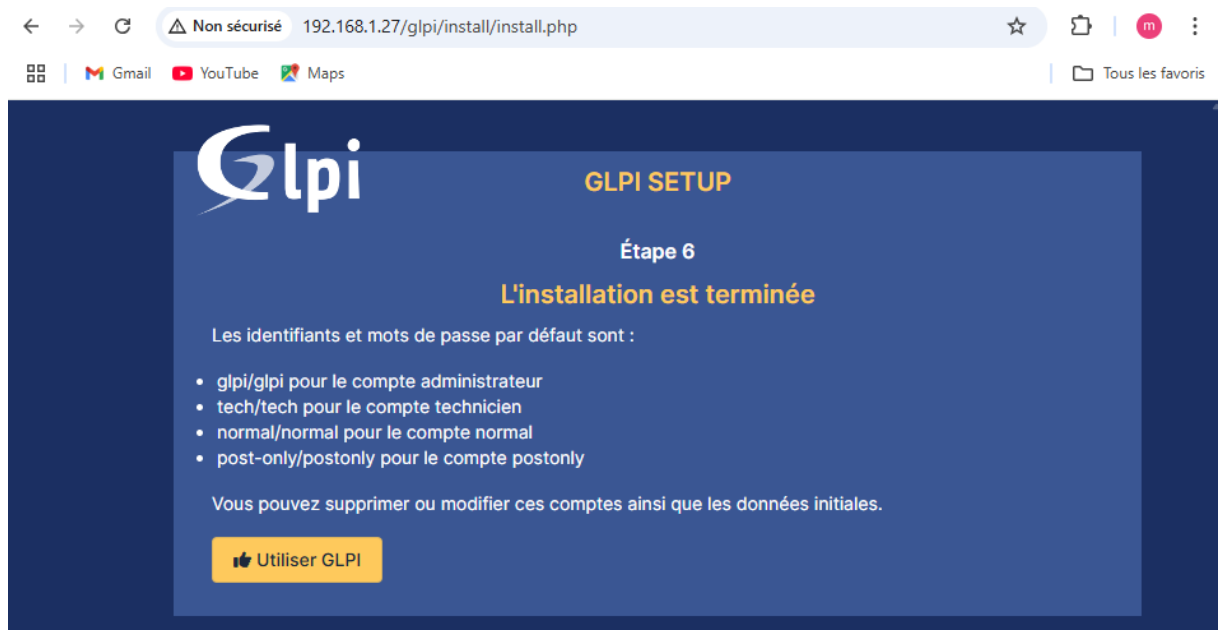 Non sécurisé 192.168.1.27/glpi/install/install.php
m
Gmail YouTube Maps Tous les favoris
Glpi
GLPI SETUP
Étape 6
L'installation est terminée
Les identifiants et mots de passe par défaut sont :
• glpi/glpi pour le compte administrateur
• tech/tech pour le compte technicien
• normal/normal pour le compte normal
• post-only/postonly pour le compte postonly
Vous pouvez supprimer ou modifier ces comptes ainsi que les données initiales.
Utiliser GLPI